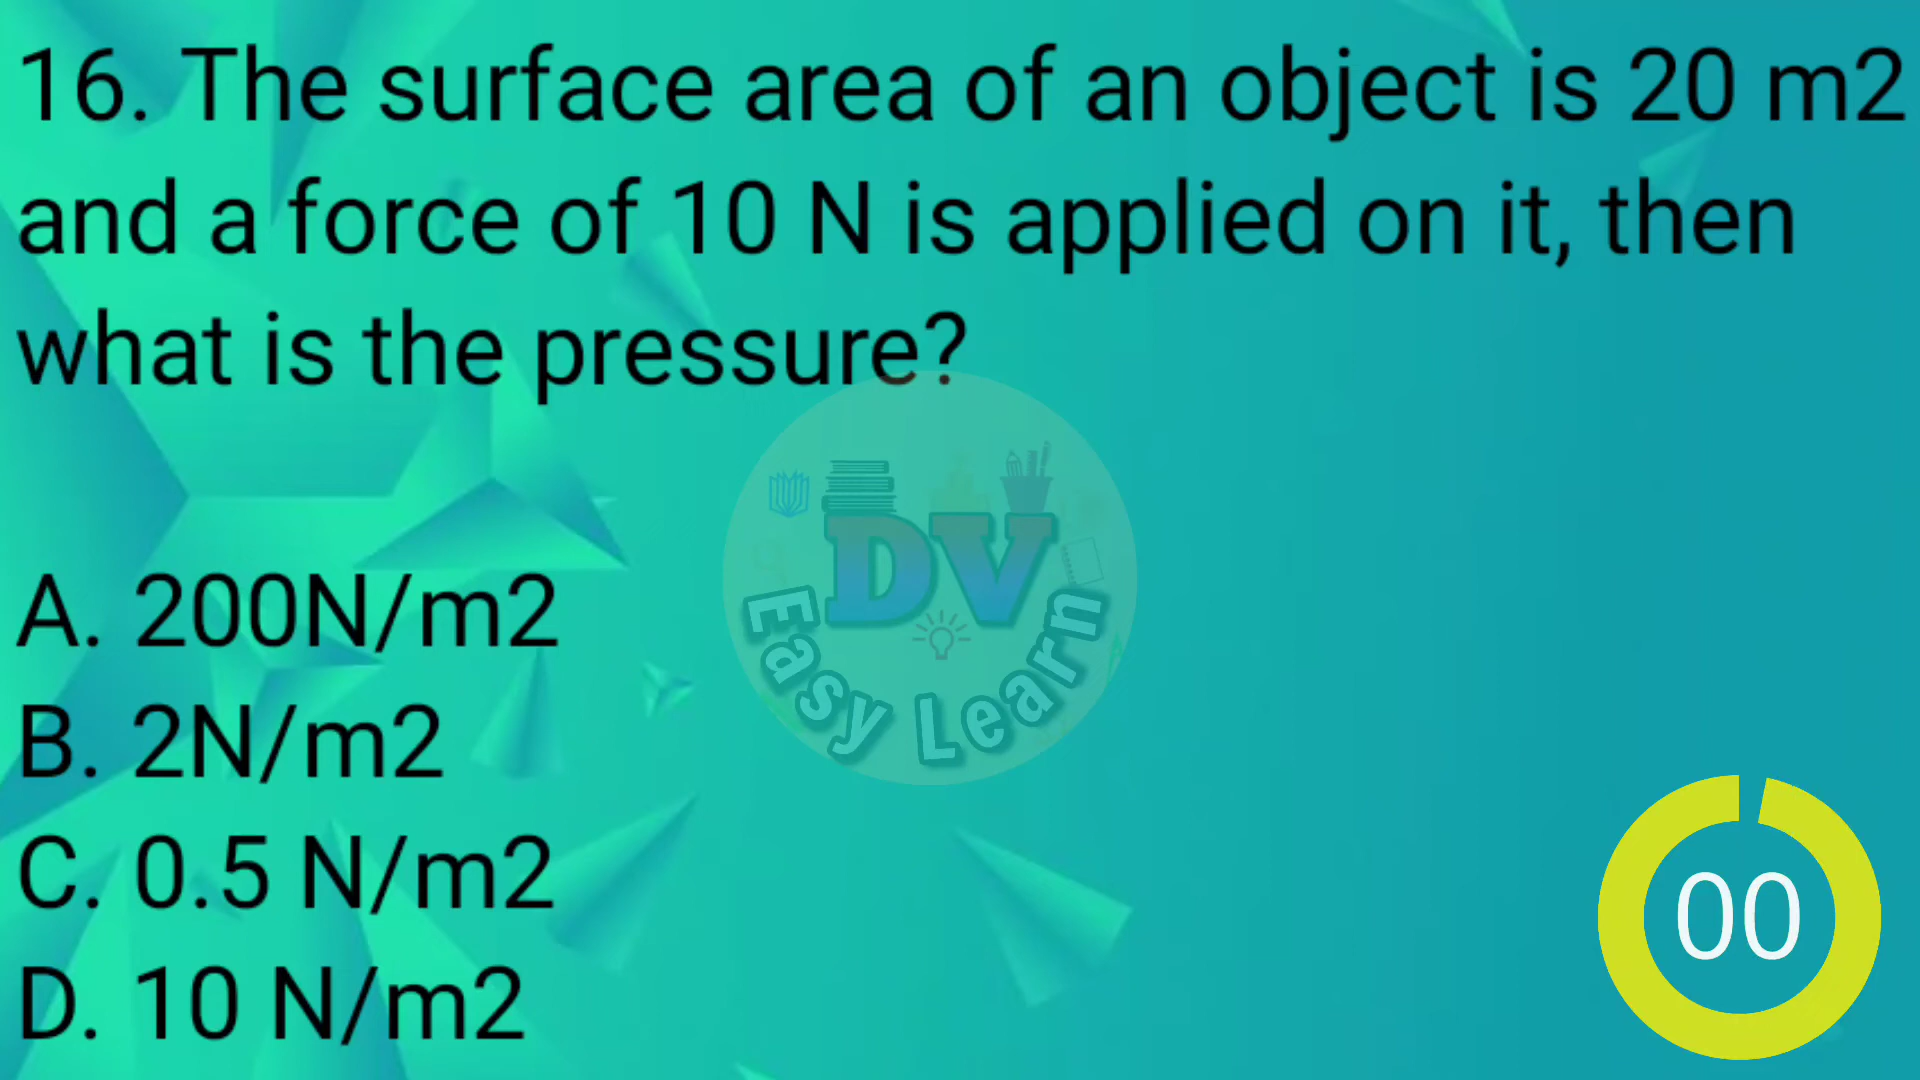 16. The surface area of an object is 20 m2
and a force of 10 N is applied on it, then
what is the pressure?
DV
Easy Learn
A. 200N/m2
B. 2N/m2
C. 0.5 N/m2
D. 10 N/m2
00